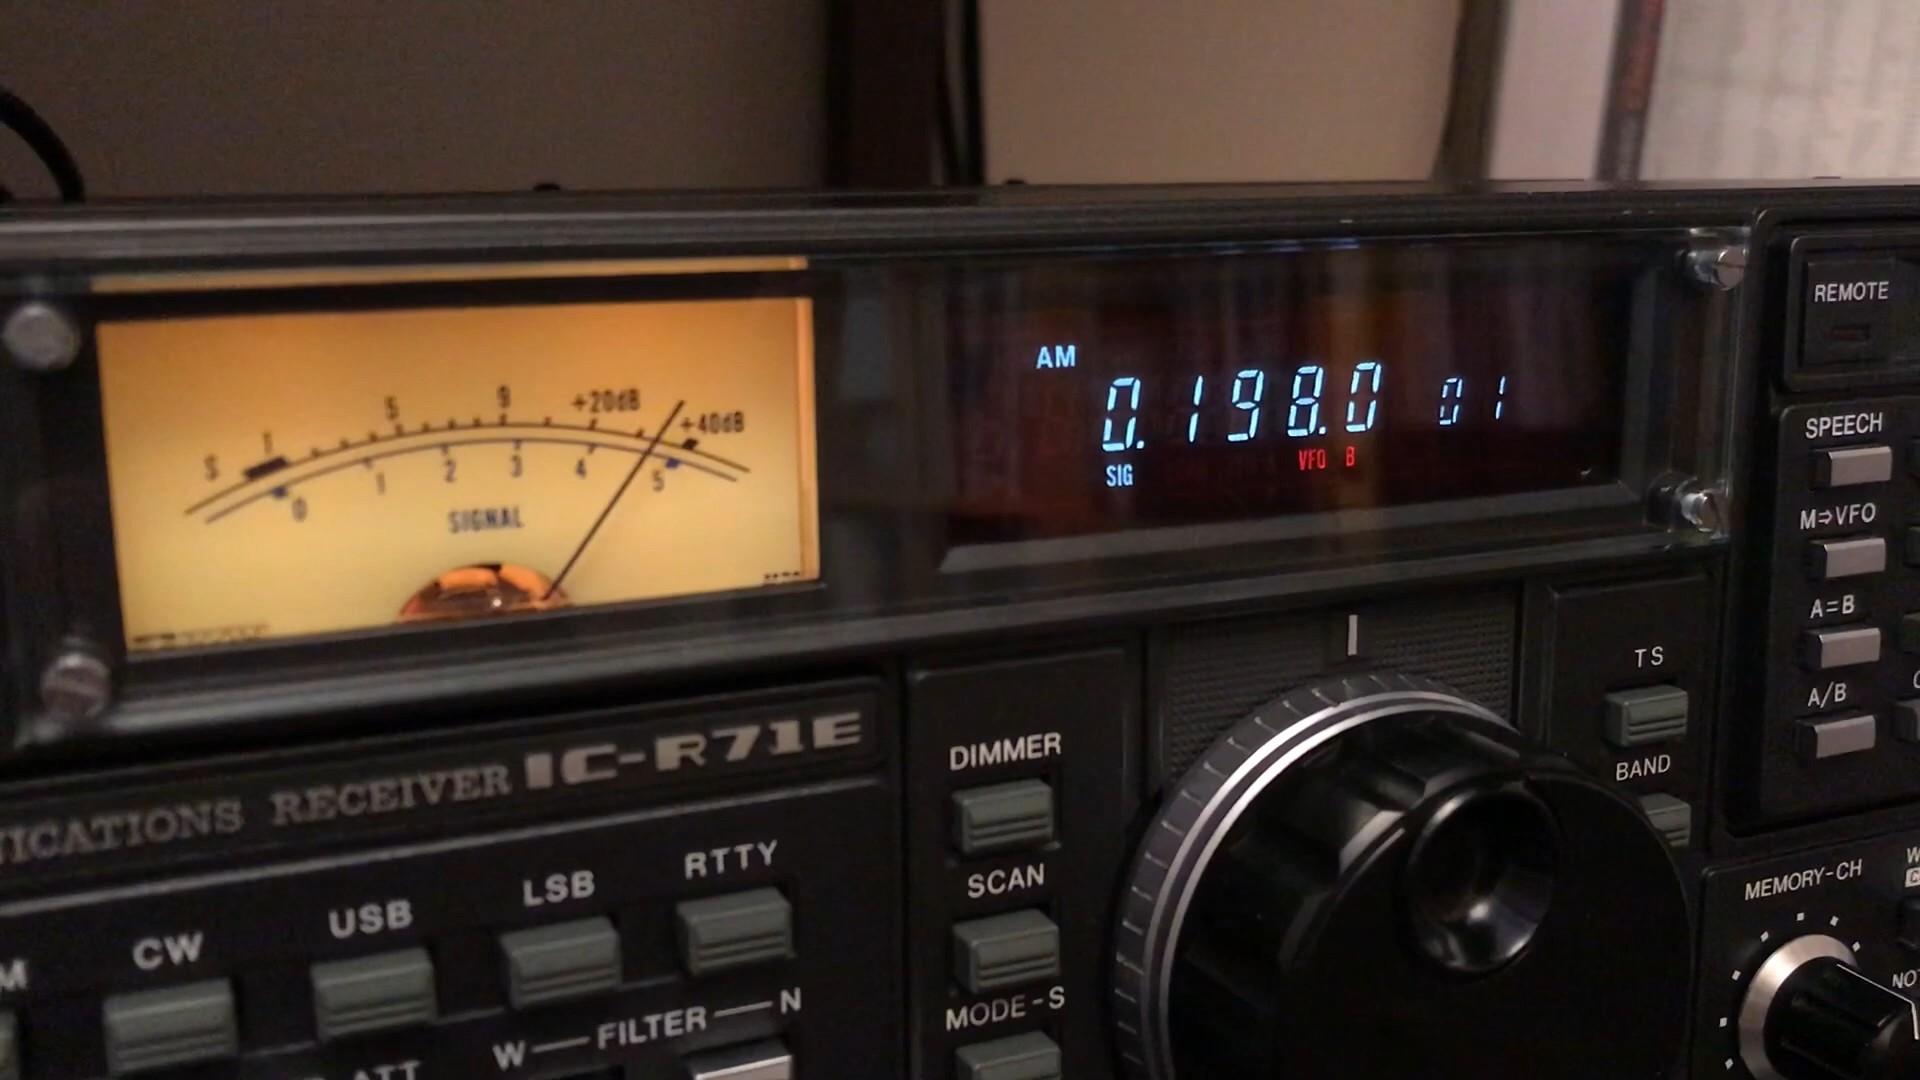 S 1 5 9 +20dB +40dB
0 1 2 3 4 5
SIGNAL
AM
0.198.0 01
SIG VFO B
REMOTE
SPEECH
M⇒VFO
A=B
A/B
NICATIONS RECEIVER IC-R71E
DIMMER
TS
BAND
SCAN
MODE-S
M CW USB LSB RTTY
W FILTER N
ATT
MEMORY-CH
W
NO